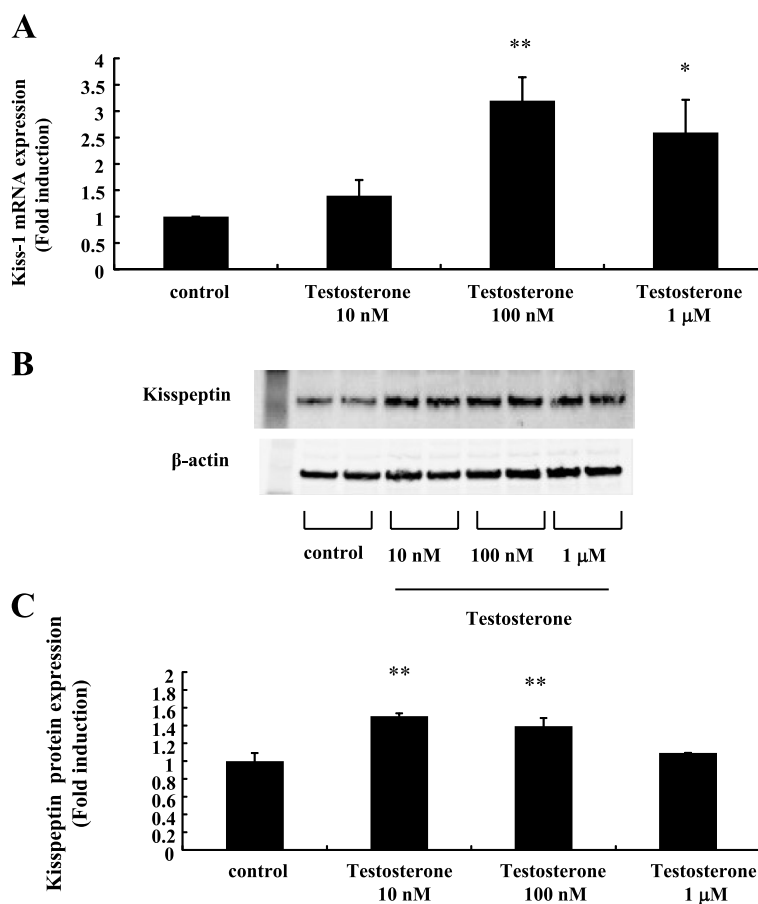 A
Kiss-1 mRNA expression
(Fold induction)
4
3.5
3
2.5
2
1.5
1
0.5
0
**
*
control
Testosterone
10 nM
Testosterone
100 nM
Testosterone
1 μM
B
Kisspeptin
β-actin
control
10 nM
100 nM
1 μM
Testosterone
C
Kisspeptin protein expression
(Fold induction)
2
1.8
1.6
1.4
1.2
1
0.8
0.6
0.4
0.2
0
**
**
control
Testosterone
10 nM
Testosterone
100 nM
Testosterone
1 μM